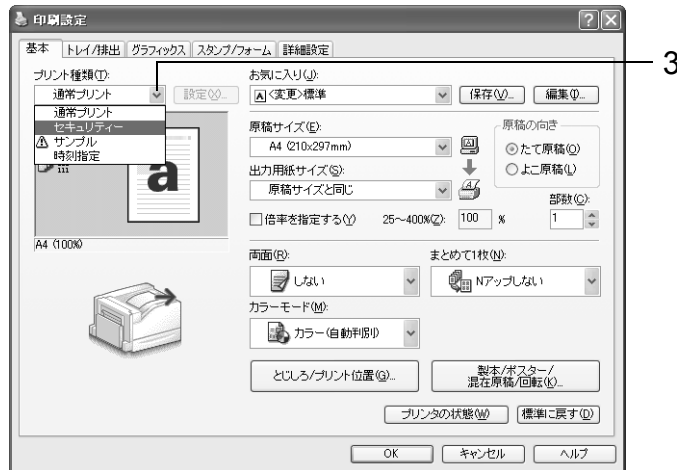 印刷設定
基本 トレイ/排出 グラフィックス スタンプ/フォーム 詳細設定
3
プリント種類(T):
通常プリント 設定(X)...
通常プリント
セキュリティー
サンプル
時刻指定
a
A4 (100%)
お気に入り(J):
A <変更>標準 保存(V)... 編集(I)...
原稿サイズ(E):
A4 (210x297mm)
出力用紙サイズ(S):
原稿サイズと同じ
原稿の向き
たて原稿(O)
よこ原稿(L)
倍率を指定する(Y) 25~400%(Z): 100 %
部数(C):
1
両面(R):
しない
まとめて1枚(N):
Nアップしない
カラーモード(M):
カラー(自動判別)
とじしろ/プリント位置(G)...
製本/ポスター/
混在原稿/回転(K)...
プリンタの状態(W) 標準に戻す(D)
OK キャンセル ヘルプ